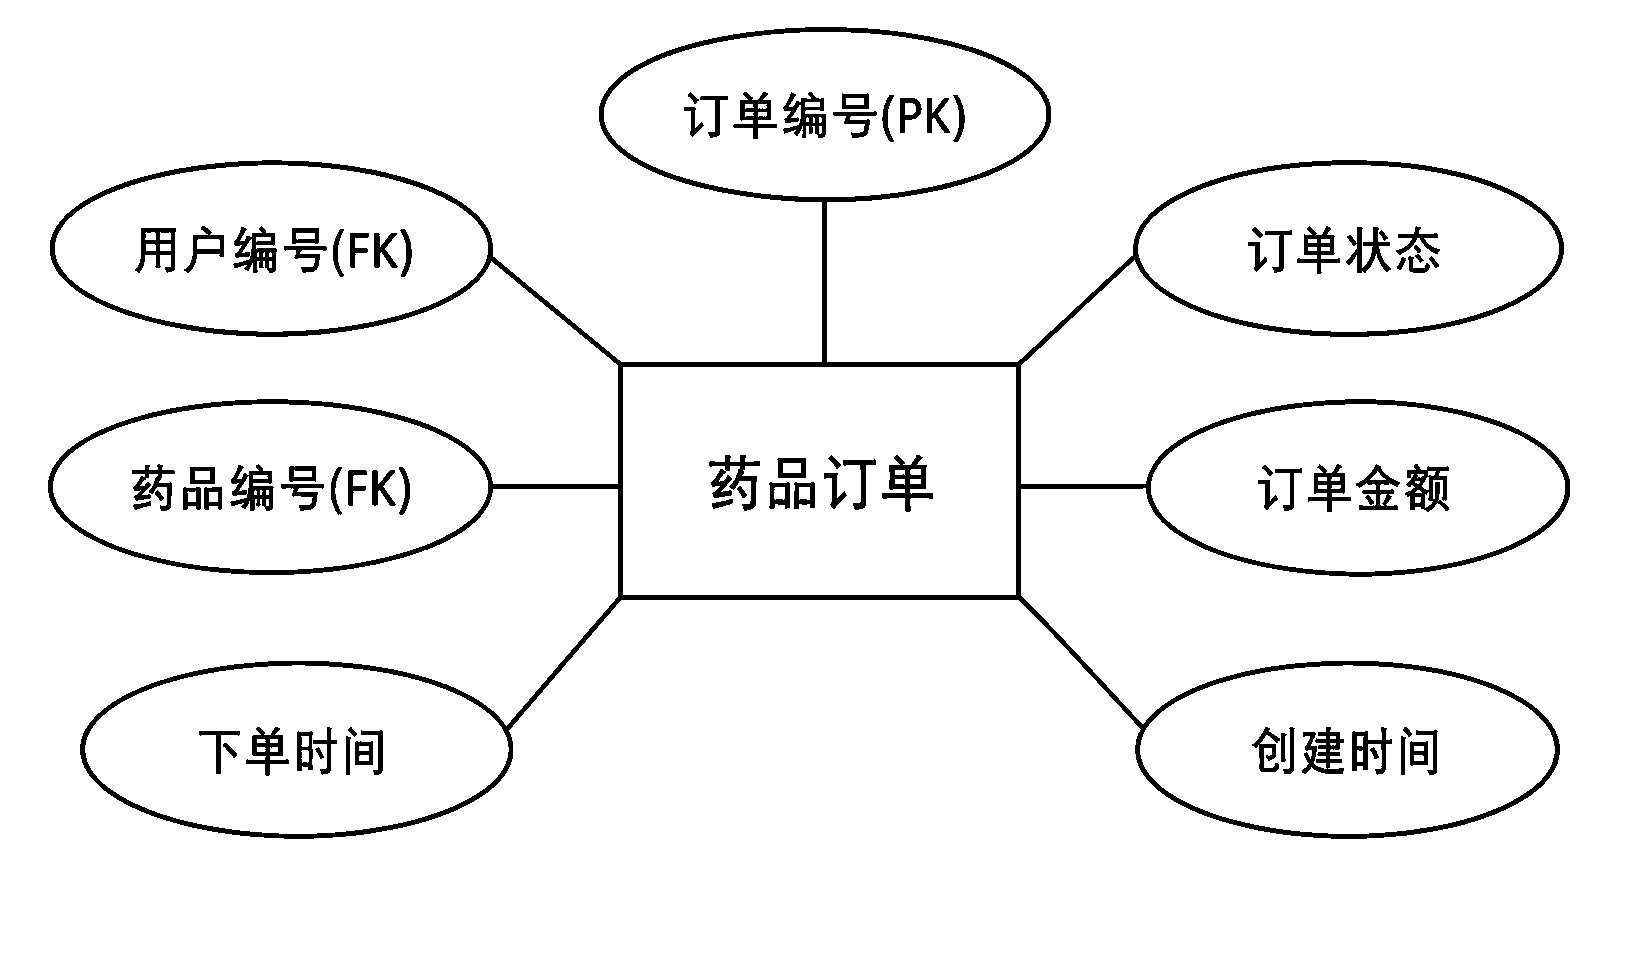 订单编号(PK)
用户编号(FK)
订单状态
药品编号(FK)
药品订单
订单金额
下单时间
创建时间